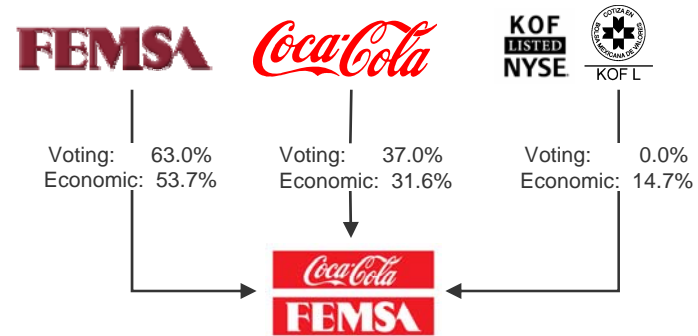 FEMSA
Coca-Cola
KOF
LISTED
NYSE.
COTIZA EN
BOLSA MEXICANA DE VALORES
KOF L
Voting: 63.0%
Economic: 53.7%
Voting: 37.0%
Economic: 31.6%
Voting: 0.0%
Economic: 14.7%
Coca-Cola
FEMSA